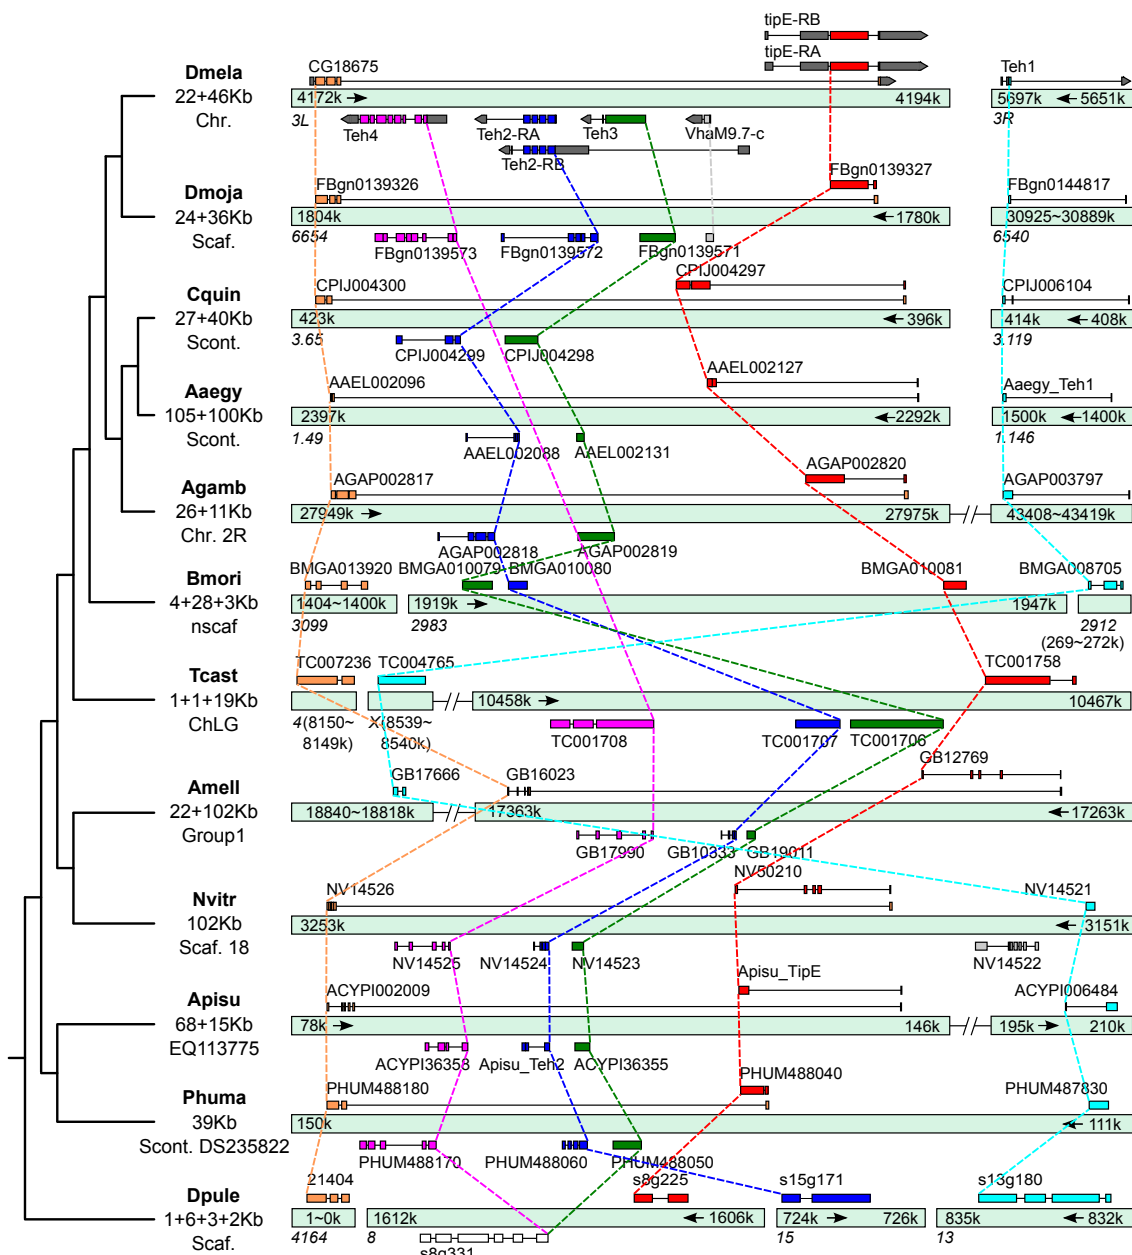 tipE-RB
tipE-RA
CG18675
Teh1
Dmela
22+46Kb
Chr.
4172k
4194k
5697k
5651k
3L
3R
Teh4
Teh2-RA
Teh3
VhaM9.7-c
Teh2-RB
FBgn0139326
FBgn0139327
FBgn0144817
Dmoja
24+36Kb
Scaf.
1804k
1780k
30925~30889k
6654
6540
FBgn0139573
FBgn0139572
FBgn0139571
CPIJ004300
CPIJ004297
CPIJ006104
Cquin
27+40Kb
Scont.
423k
396k
414k
408k
3.65
3.119
CPIJ004299
CPIJ004298
AAEL002096
AAEL002127
Aaegy_Teh1
Aaegy
105+100Kb
Scont.
2397k
2292k
1500k
1400k
1.49
1.146
AAEL002088
AAEL002131
AGAP002817
AGAP002820
AGAP003797
Agamb
26+11Kb
Chr. 2R
27949k
27975k
43408~43419k
AGAP002818
AGAP002819
BMGA013920
BMGA010079
BMGA010080
BMGA010081
BMGA008705
Bmori
4+28+3Kb
nscaf
1404~1400k
1919k
1947k
3099
2983
2912
(269~272k)
TC007236
TC004765
TC001758
Tcast
1+1+19Kb
ChLG
10458k
10467k
4(8150~
8149k)
X(8539~
8540k)
TC001708
TC001707
TC001706
GB17666
GB16023
GB12769
Amell
22+102Kb
Group1
18840~18818k
17363k
17263k
GB17990
GB10333
GB19011
NV14526
NV50210
NV14521
Nvitr
102Kb
Scaf. 18
3253k
3151k
NV14525
NV14524
NV14523
NV14522
ACYPI002009
Apisu_TipE
ACYPI006484
Apisu
68+15Kb
EQ113775
78k
146k
195k
210k
ACYPI36358
Apisu_Teh2
ACYPI36355
PHUM488180
PHUM488040
PHUM487830
Phuma
39Kb
Scont. DS235822
150k
111k
PHUM488170
PHUM488060
PHUM488050
21404
s8g225
s15g171
s13g180
Dpule
1+6+3+2Kb
Scaf.
1~0k
1612k
1606k
724k
726k
835k
832k
4164
8
15
13
s8g331